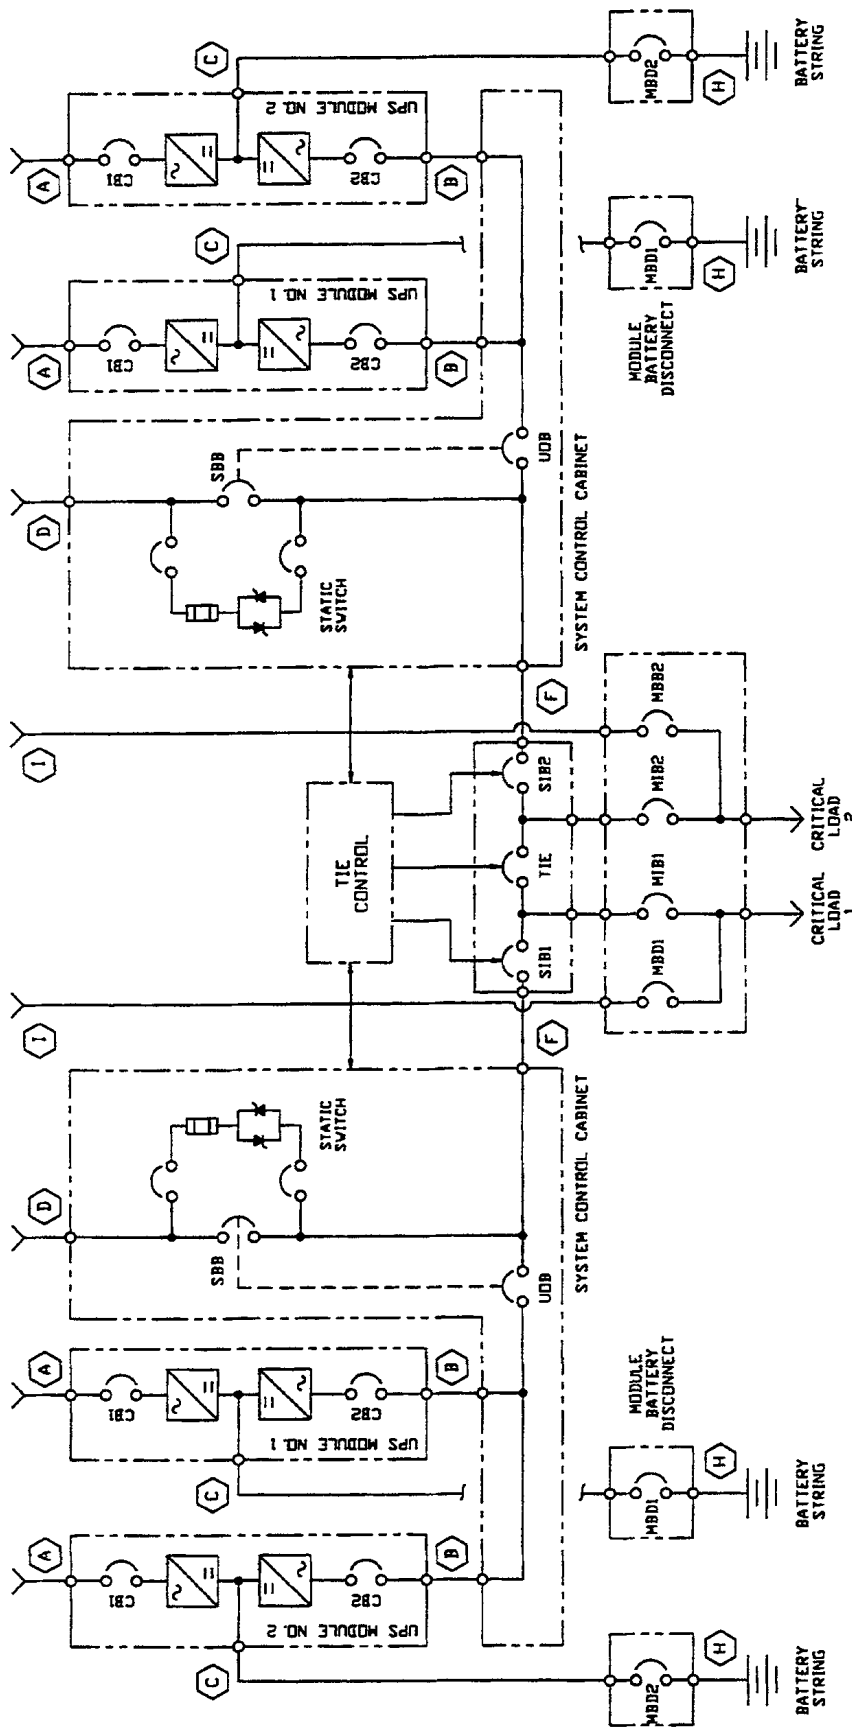 A
A
D
I
I
D
A
A
CB1
UPS MODULE NO. 2
CB2
C
B
CB1
UPS MODULE NO. 1
CB2
C
B
SBB
STATIC
SWITCH
UOB
SYSTEM CONTROL CABINET
TIE
CONTROL
F
SIB1
TIE
SIB2
F
SBB
STATIC
SWITCH
UOB
SYSTEM CONTROL CABINET
CB1
UPS MODULE NO. 1
CB2
C
B
CB1
UPS MODULE NO. 2
CB2
C
B
MBD2
H
BATTERY
STRING
MBD1
H
MODULE
BATTERY
DISCONNECT
BATTERY
STRING
MBD1
MIB1
MIB2
MBB2
CRITICAL
LOAD
1
CRITICAL
LOAD
2
MODULE
BATTERY
DISCONNECT
MBD1
H
BATTERY
STRING
MBD2
H
BATTERY
STRING